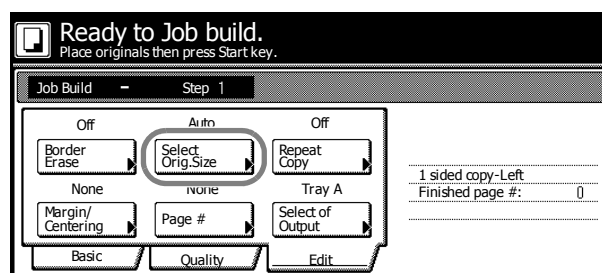 Ready to Job build.
Place originals then press Start key.
Job Build – Step 1
Off Auto Off
Border Erase
Select Orig.Size
Repeat Copy
None None Tray A
Margin/ Centering
Page #
Select of Output
1 sided copy-Left
Finished page #: 0
Basic Quality Edit